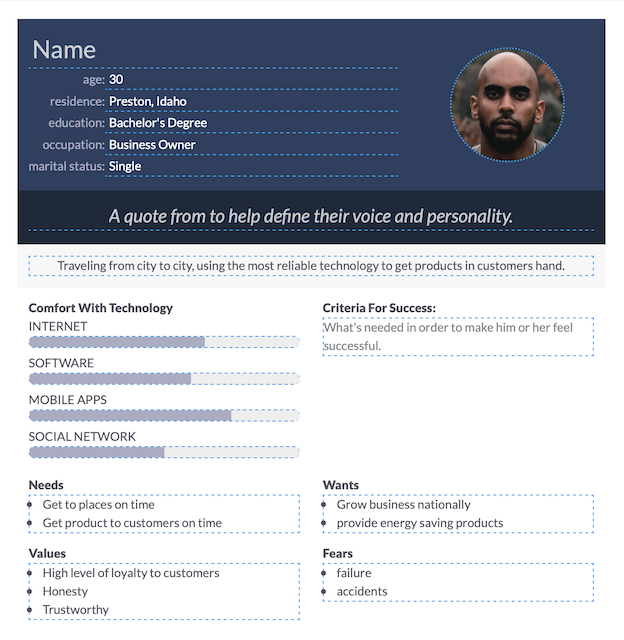 Name
age: 30
residence: Preston, Idaho
education: Bachelor's Degree
occupation: Business Owner
marital status: Single
A quote from to help define their voice and personality.
Traveling from city to city, using the most reliable technology to get products in customers hand.
Comfort With Technology
INTERNET
SOFTWARE
MOBILE APPS
SOCIAL NETWORK
Criteria For Success:
What's needed in order to make him or her feel
successful.
Needs
Get to places on time
Get product to customers on time
Wants
Grow business nationally
provide energy saving products
Values
High level of loyalty to customers
Honesty
Trustworthy
Fears
failure
accidents